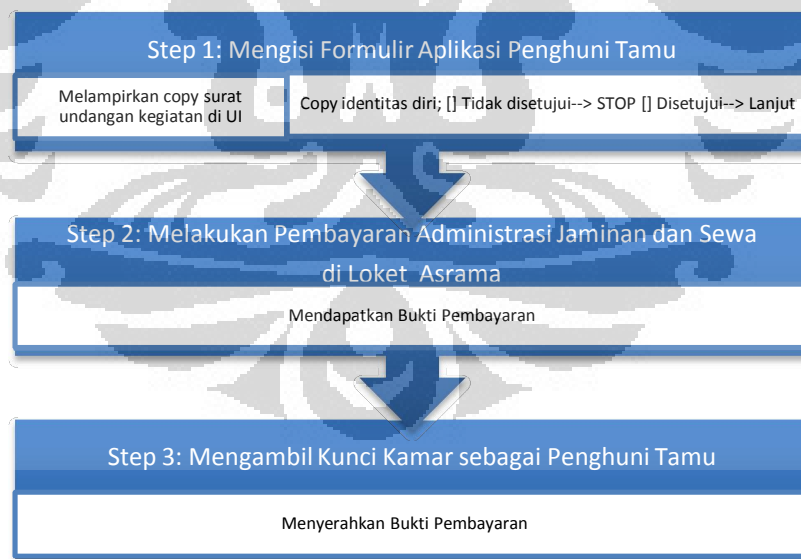 Step 1: Mengisi Formulir Aplikasi Penghuni Tamu
Melampirkan copy surat
undangan kegiatan di UI
Copy identitas diri; [] Tidak disetujui--> STOP [] Disetujui--> Lanjut
Step 2: Melakukan Pembayaran Administrasi Jaminan dan Sewa
di Loket Asrama
Mendapatkan Bukti Pembayaran
Step 3: Mengambil Kunci Kamar sebagai Penghuni Tamu
Menyerahkan Bukti Pembayaran